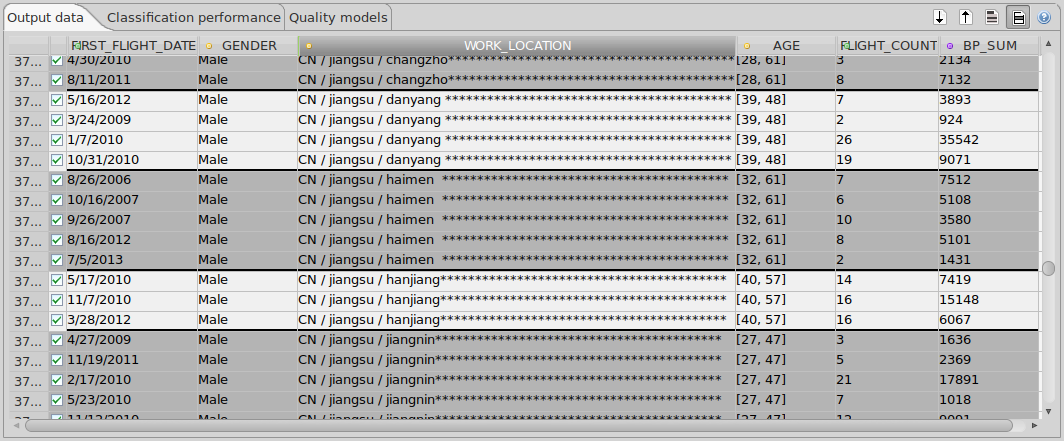 Output data Classification performance Quality models
FIRST_FLIGHT_DATE GENDER WORK_LOCATION AGE FLIGHT_COUNT BP_SUM
37... 4/30/2010 Male CN / jiangsu / changzho***************************************** [28, 61] 3 2134
37... 8/11/2011 Male CN / jiangsu / changzho***************************************** [28, 61] 8 7132
37... 5/16/2012 Male CN / jiangsu / danyang ***************************************** [39, 48] 7 3893
37... 3/24/2009 Male CN / jiangsu / danyang ***************************************** [39, 48] 2 924
37... 1/7/2010 Male CN / jiangsu / danyang ***************************************** [39, 48] 26 35542
37... 10/31/2010 Male CN / jiangsu / danyang ***************************************** [39, 48] 19 9071
37... 8/26/2006 Male CN / jiangsu / haimen ***************************************** [32, 61] 7 7512
37... 10/16/2007 Male CN / jiangsu / haimen ***************************************** [32, 61] 6 5108
37... 9/26/2007 Male CN / jiangsu / haimen ***************************************** [32, 61] 10 3580
37... 8/16/2012 Male CN / jiangsu / haimen ***************************************** [32, 61] 8 5101
37... 7/5/2013 Male CN / jiangsu / haimen ***************************************** [32, 61] 2 1431
37... 5/17/2010 Male CN / jiangsu / hanjiang***************************************** [40, 57] 14 7419
37... 11/7/2010 Male CN / jiangsu / hanjiang***************************************** [40, 57] 16 15148
37... 3/28/2012 Male CN / jiangsu / hanjiang***************************************** [40, 57] 16 6067
37... 4/27/2009 Male CN / jiangsu / jiangnin***************************************** [27, 47] 3 1636
37... 11/19/2011 Male CN / jiangsu / jiangnin***************************************** [27, 47] 5 2369
37... 2/17/2010 Male CN / jiangsu / jiangnin***************************************** [27, 47] 21 17891
37... 5/23/2010 Male CN / jiangsu / jiangnin***************************************** [27, 47] 7 1018
37... 11/12/2010 Male CN / jiangsu / jiangnin***************************************** [27, 47] 12